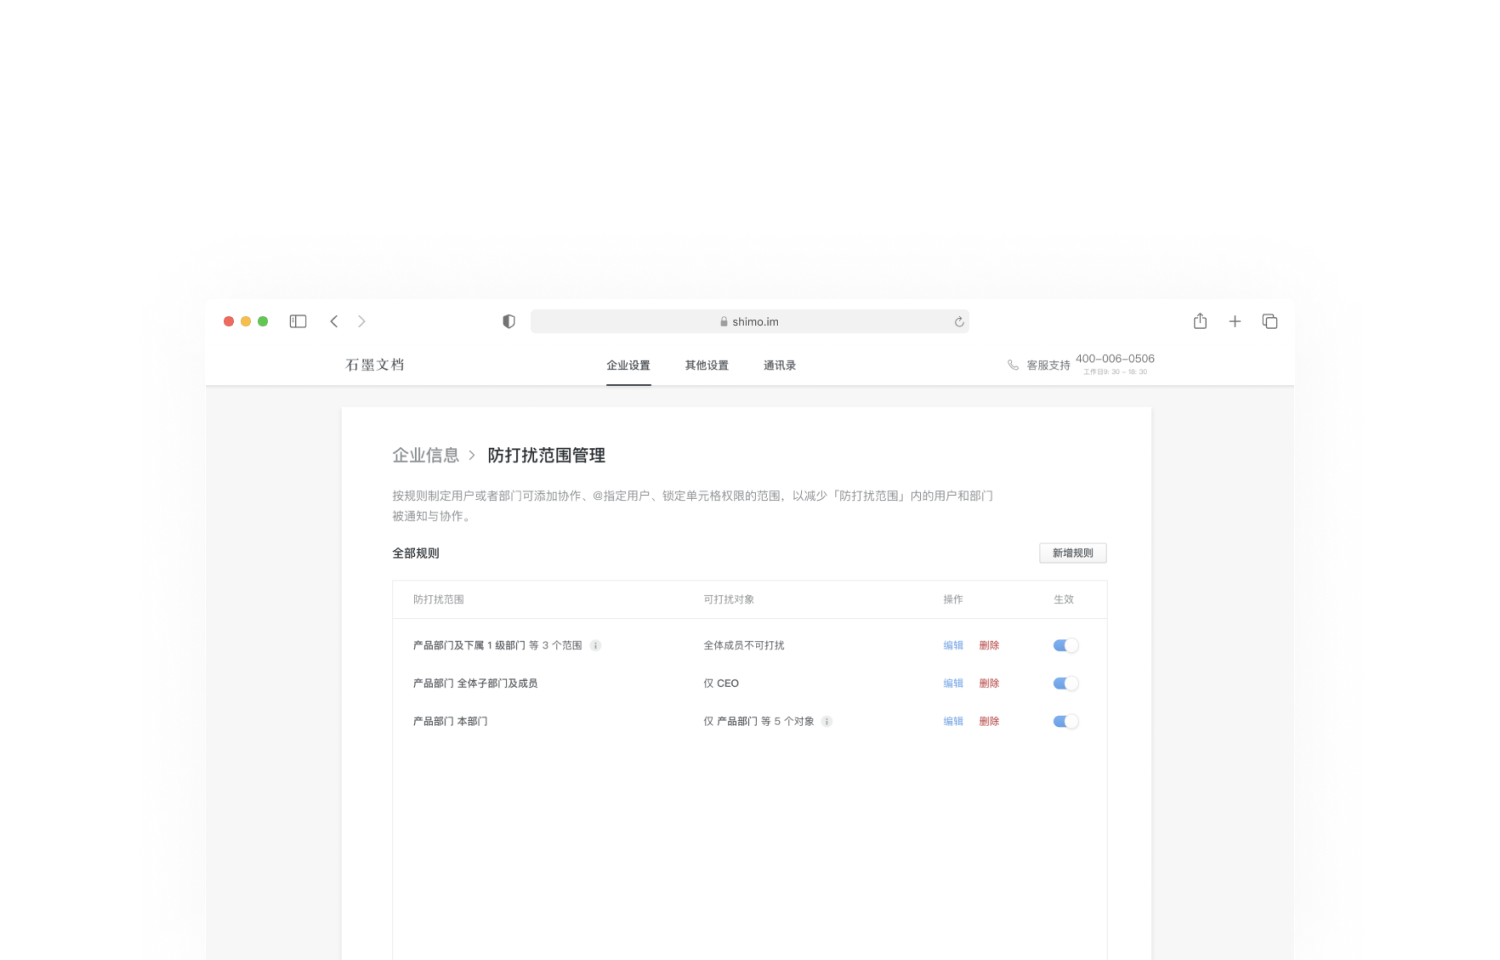 shimo.im
石墨文档
企业设置 其他设置 通讯录
客服支持 400-006-0506
工作日9: 30 - 18: 30
企业信息 > 防打扰范围管理
按规则制定用户或者部门可添加协作、@指定用户、锁定单元格权限的范围，以减少「防打扰范围」内的用户和部门
被通知与协作。
全部规则 新增规则
防打扰范围 可打扰对象 操作 生效
产品部门及下属 1 级部门 等 3 个范围 全体成员不可打扰 编辑 删除
产品部门 全体子部门及成员 仅 CEO 编辑 删除
产品部门 本部门 仅 产品部门 等 5 个对象 编辑 删除